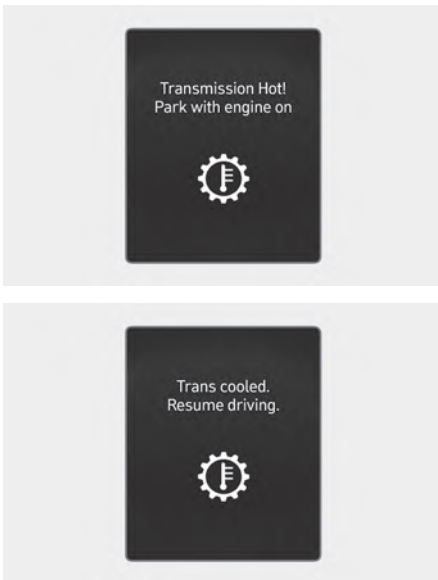 Transmission Hot!
Park with engine on
Trans cooled.
Resume driving.